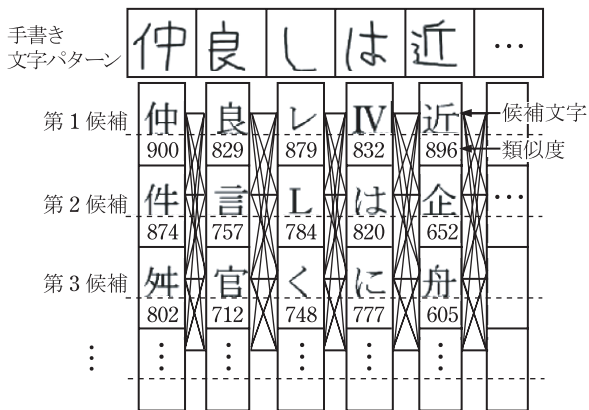 手書き
文字パターン 仲 良 し は 近 …
第1候補 仲 良 レ Ⅳ 近 候補文字
900 829 879 832 896 類似度
第2候補 件 言 L は 企 …
874 757 784 820 652
第3候補 舛 官 く に 舟
802 712 748 777 605
⋮ ⋮ ⋮ ⋮ ⋮ ⋮